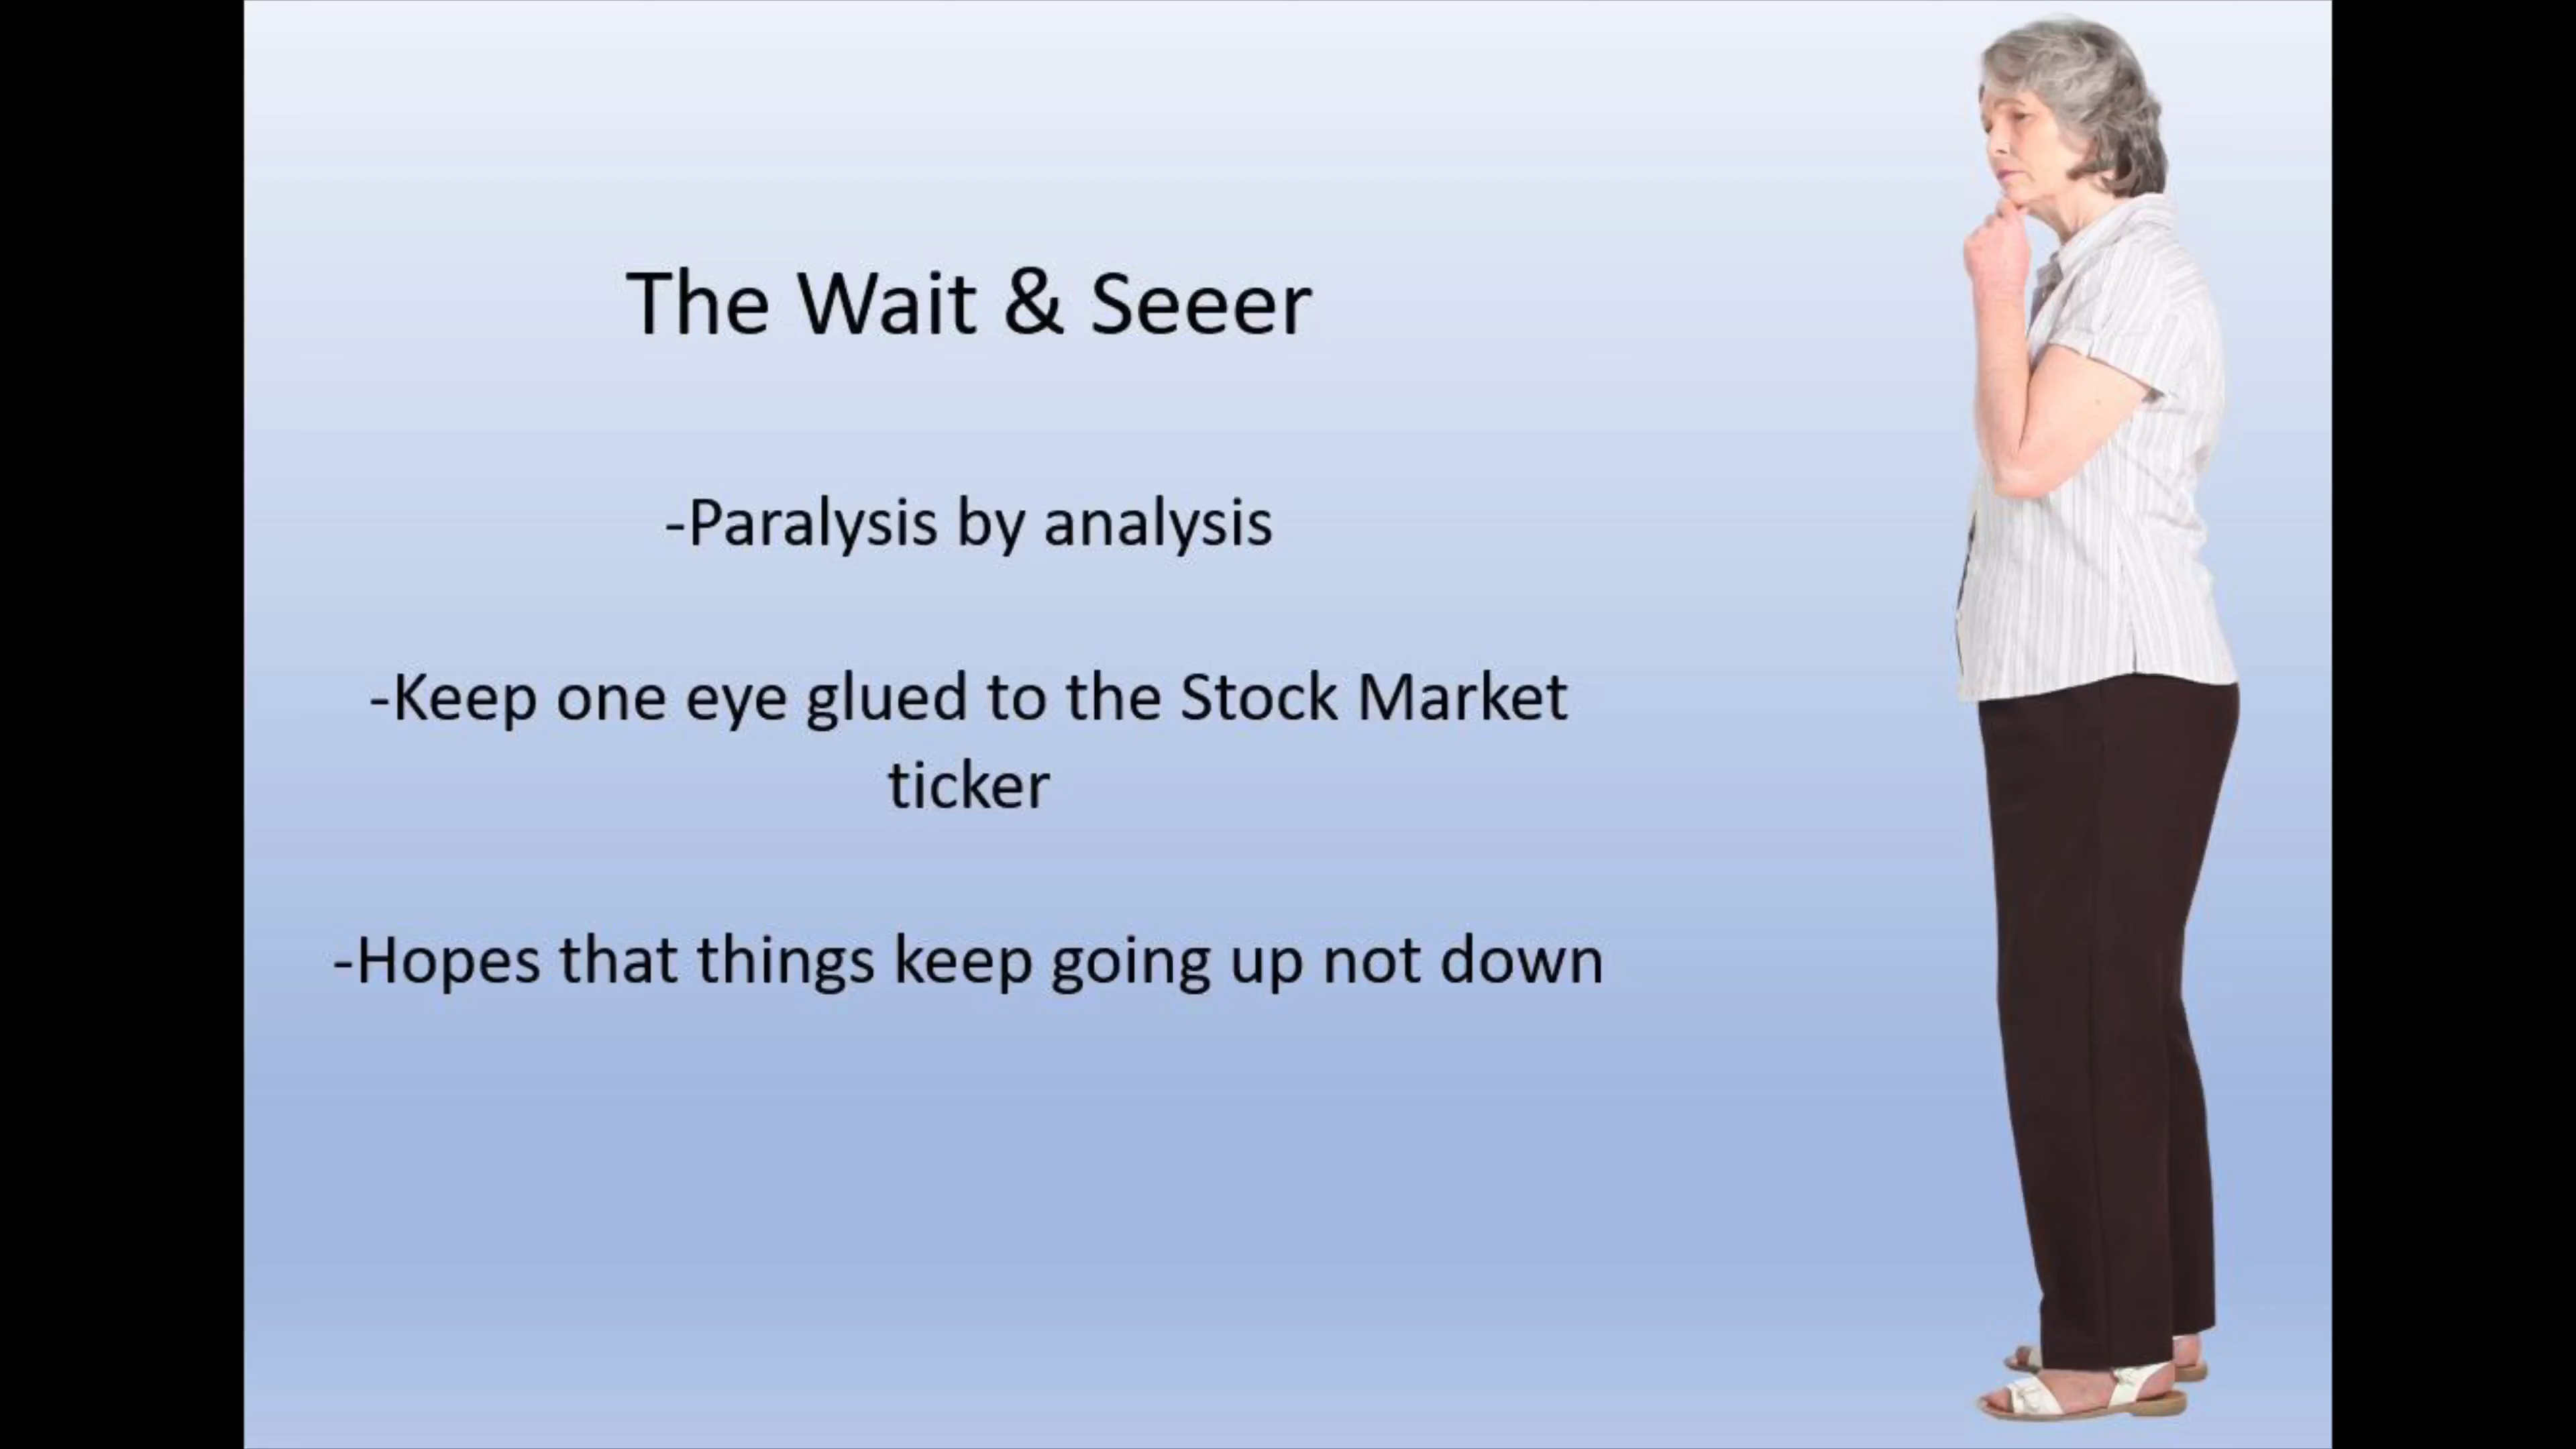 The Wait & Seeer
-Paralysis by analysis
-Keep one eye glued to the Stock Market
ticker
-Hopes that things keep going up not down